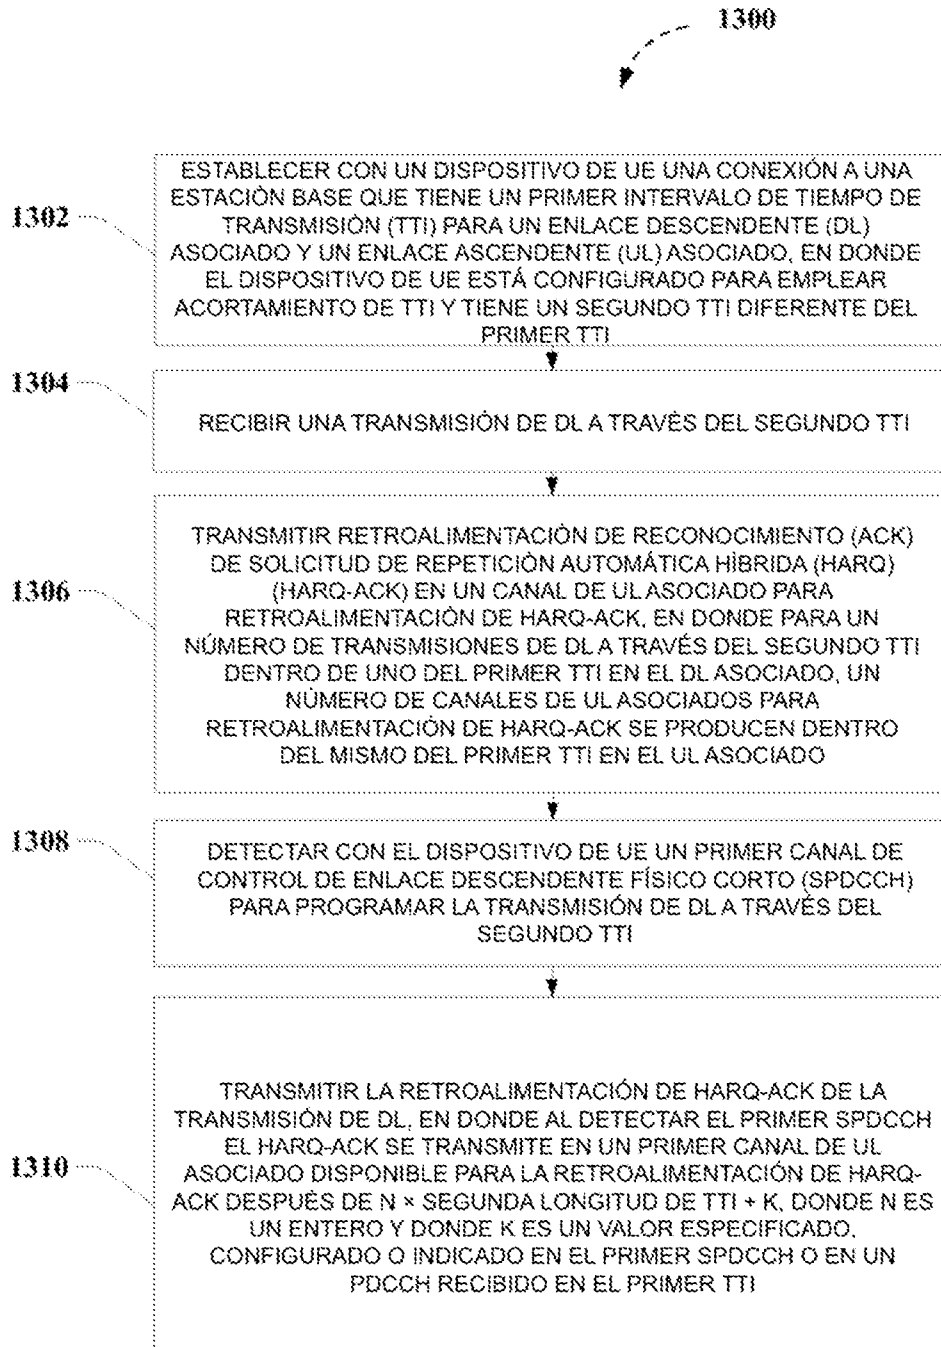 1300
1302
ESTABLECER CON UN DISPOSITIVO DE UE UNA CONEXIÓN A UNA
ESTACIÓN BASE QUE TIENE UN PRIMER INTERVALO DE TIEMPO DE
TRANSMISIÓN (TTI) PARA UN ENLACE DESCENDENTE (DL)
ASOCIADO Y UN ENLACE ASCENDENTE (UL) ASOCIADO, EN DONDE
EL DISPOSITIVO DE UE ESTÁ CONFIGURADO PARA EMPLEAR
ACORTAMIENTO DE TTI Y TIENE UN SEGUNDO TTI DIFERENTE DEL
PRIMER TTI
1304
RECIBIR UNA TRANSMISIÓN DE DL A TRAVÉS DEL SEGUNDO TTI
1306
TRANSMITIR RETROALIMENTACIÓN DE RECONOCIMIENTO (ACK)
DE SOLICITUD DE REPETICIÓN AUTOMÁTICA HÍBRIDA (HARQ)
(HARQ-ACK) EN UN CANAL DE UL ASOCIADO PARA
RETROALIMENTACIÓN DE HARQ-ACK, EN DONDE PARA UN
NÚMERO DE TRANSMISIONES DE DL A TRAVÉS DEL SEGUNDO TTI
DENTRO DE UNO DEL PRIMER TTI EN EL DL ASOCIADO, UN
NÚMERO DE CANALES DE UL ASOCIADOS PARA
RETROALIMENTACIÓN DE HARQ-ACK SE PRODUCEN DENTRO
DEL MISMO DEL PRIMER TTI EN EL UL ASOCIADO
1308
DETECTAR CON EL DISPOSITIVO DE UE UN PRIMER CANAL DE
CONTROL DE ENLACE DESCENDENTE FÍSICO CORTO (SPDCCH)
PARA PROGRAMAR LA TRANSMISIÓN DE DL A TRAVÉS DEL
SEGUNDO TTI
1310
TRANSMITIR LA RETROALIMENTACIÓN DE HARQ-ACK DE LA
TRANSMISIÓN DE DL, EN DONDE AL DETECTAR EL PRIMER SPDCCH
EL HARQ-ACK SE TRANSMITE EN UN PRIMER CANAL DE UL
ASOCIADO DISPONIBLE PARA LA RETROALIMENTACIÓN DE HARQ-
ACK DESPUÉS DE N × SEGUNDA LONGITUD DE TTI + K, DONDE N ES
UN ENTERO Y DONDE K ES UN VALOR ESPECIFICADO,
CONFIGURADO O INDICADO EN EL PRIMER SPDCCH O EN UN
PDCCH RECIBIDO EN EL PRIMER TTI